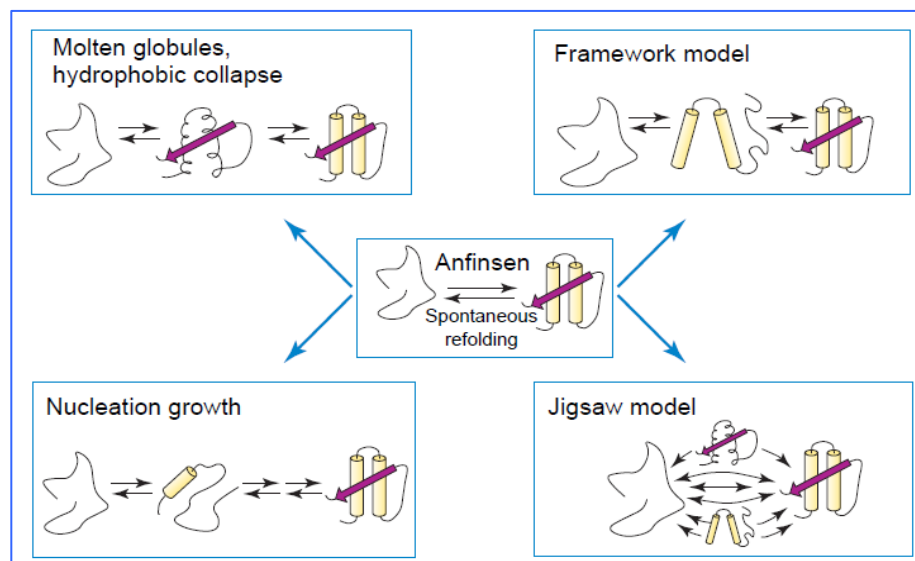 Molten globules,
hydrophobic collapse
Framework model
Anfinsen
Spontaneous
refolding
Nucleation growth
Jigsaw model